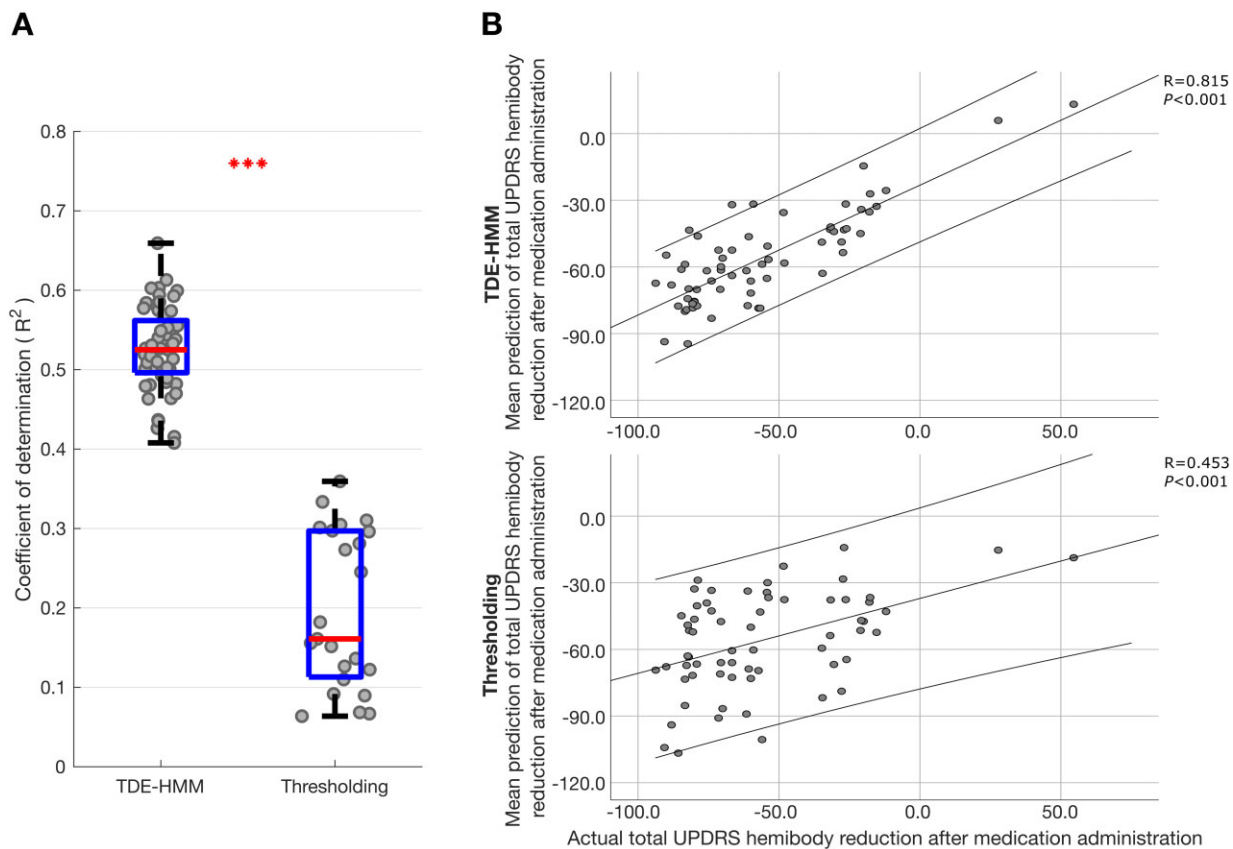 A
0.8
0.7
0.6
0.5
0.4
0.3
0.2
0.1
0
Coefficient of determination ( R²)
***
TDE-HMM
Thresholding
B
TDE-HMM
Mean prediction of total UPDRS hemibody
reduction after medication administration
0.0
-30.0
-60.0
-90.0
-120.0
-100.0
-50.0
0.0
50.0
R=0.815
P<0.001
Thresholding
Mean prediction of total UPDRS hemibody
reduction after medication administration
0.0
-30.0
-60.0
-90.0
-120.0
-100.0
-50.0
0.0
50.0
R=0.453
P<0.001
Actual total UPDRS hemibody reduction after medication administration